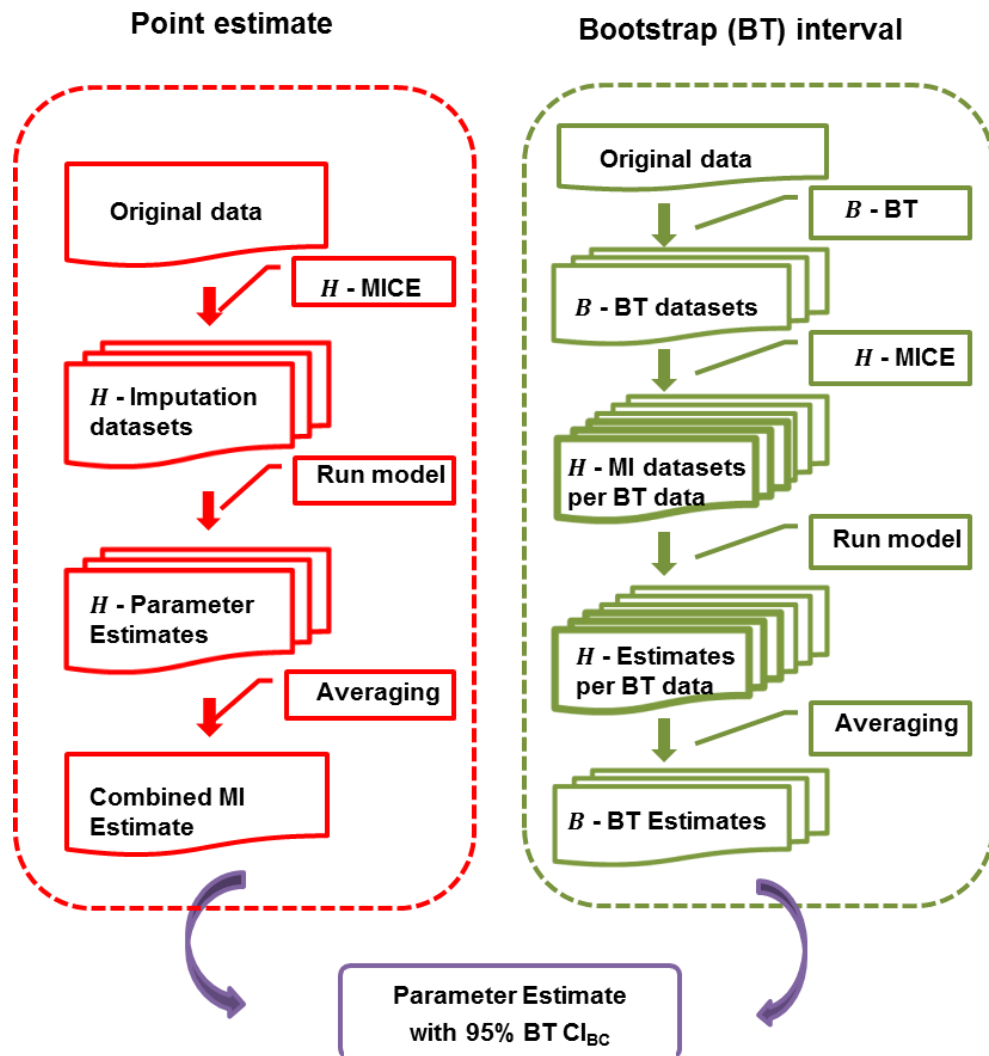 Point estimate
Original data
H - MICE
H - Imputation
datasets
Run model
H - Parameter
Estimates
Averaging
Combined MI
Estimate
Bootstrap (BT) interval
Original data
B - BT
B - BT datasets
H - MICE
H - MI datasets
per BT data
Run model
H - Estimates
per BT data
Averaging
B - BT Estimates
Parameter Estimate
with 95% BT CI_BC